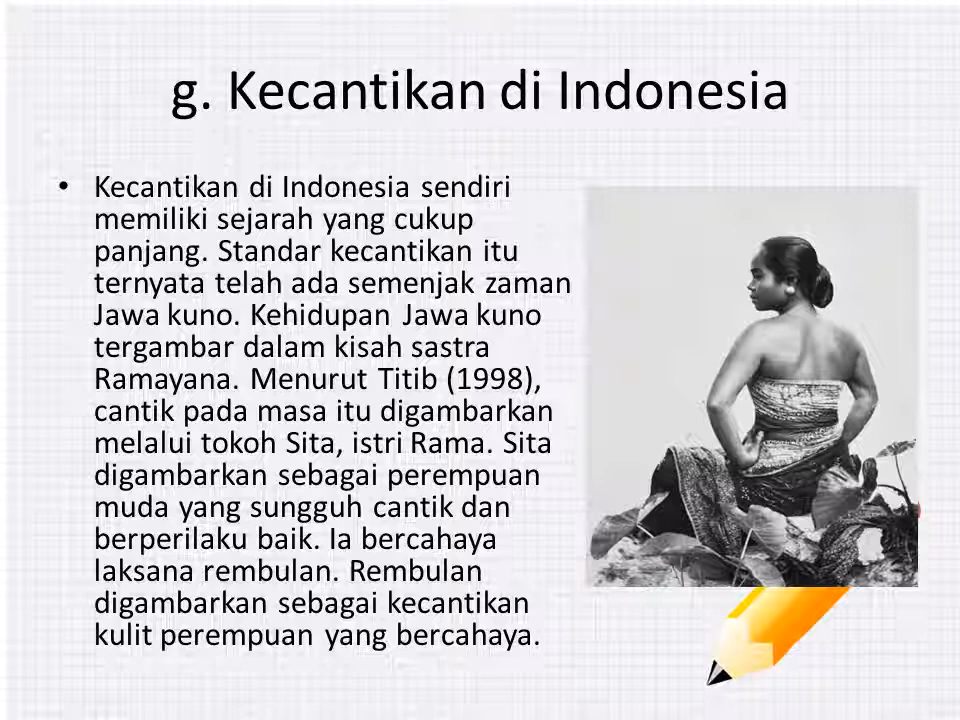 g. Kecantikan di Indonesia
• Kecantikan di Indonesia sendiri
memiliki sejarah yang cukup
panjang. Standar kecantikan itu
ternyata telah ada semenjak zaman
Jawa kuno. Kehidupan Jawa kuno
tergambar dalam kisah sastra
Ramayana. Menurut Titib (1998),
cantik pada masa itu digambarkan
melalui tokoh Sita, istri Rama. Sita
digambarkan sebagai perempuan
muda yang sungguh cantik dan
berperilaku baik. Ia bercahaya
laksana rembulan. Rembulan
digambarkan sebagai kecantikan
kulit perempuan yang bercahaya.